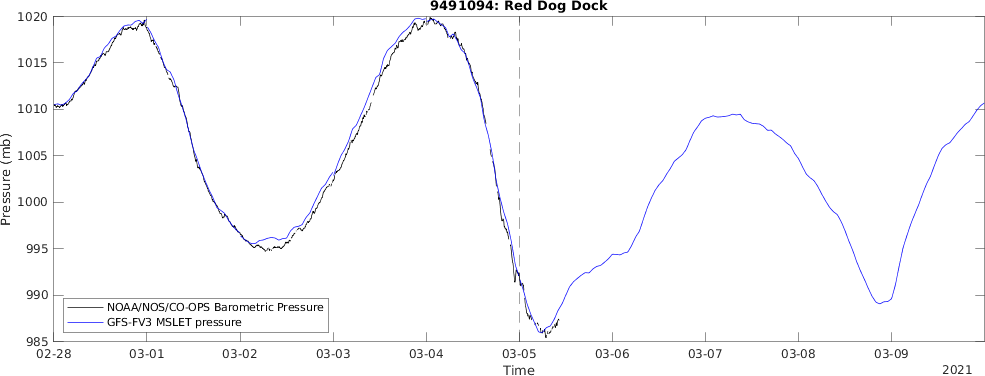 9491094: Red Dog Dock
Pressure (mb)
1020
1015
1010
1005
1000
995
990
985
NOAA/NOS/CO-OPS Barometric Pressure
GFS-FV3 MSLET pressure
02-28 03-01 03-02 03-03 03-04 03-05 03-06 03-07 03-08 03-09
Time
2021